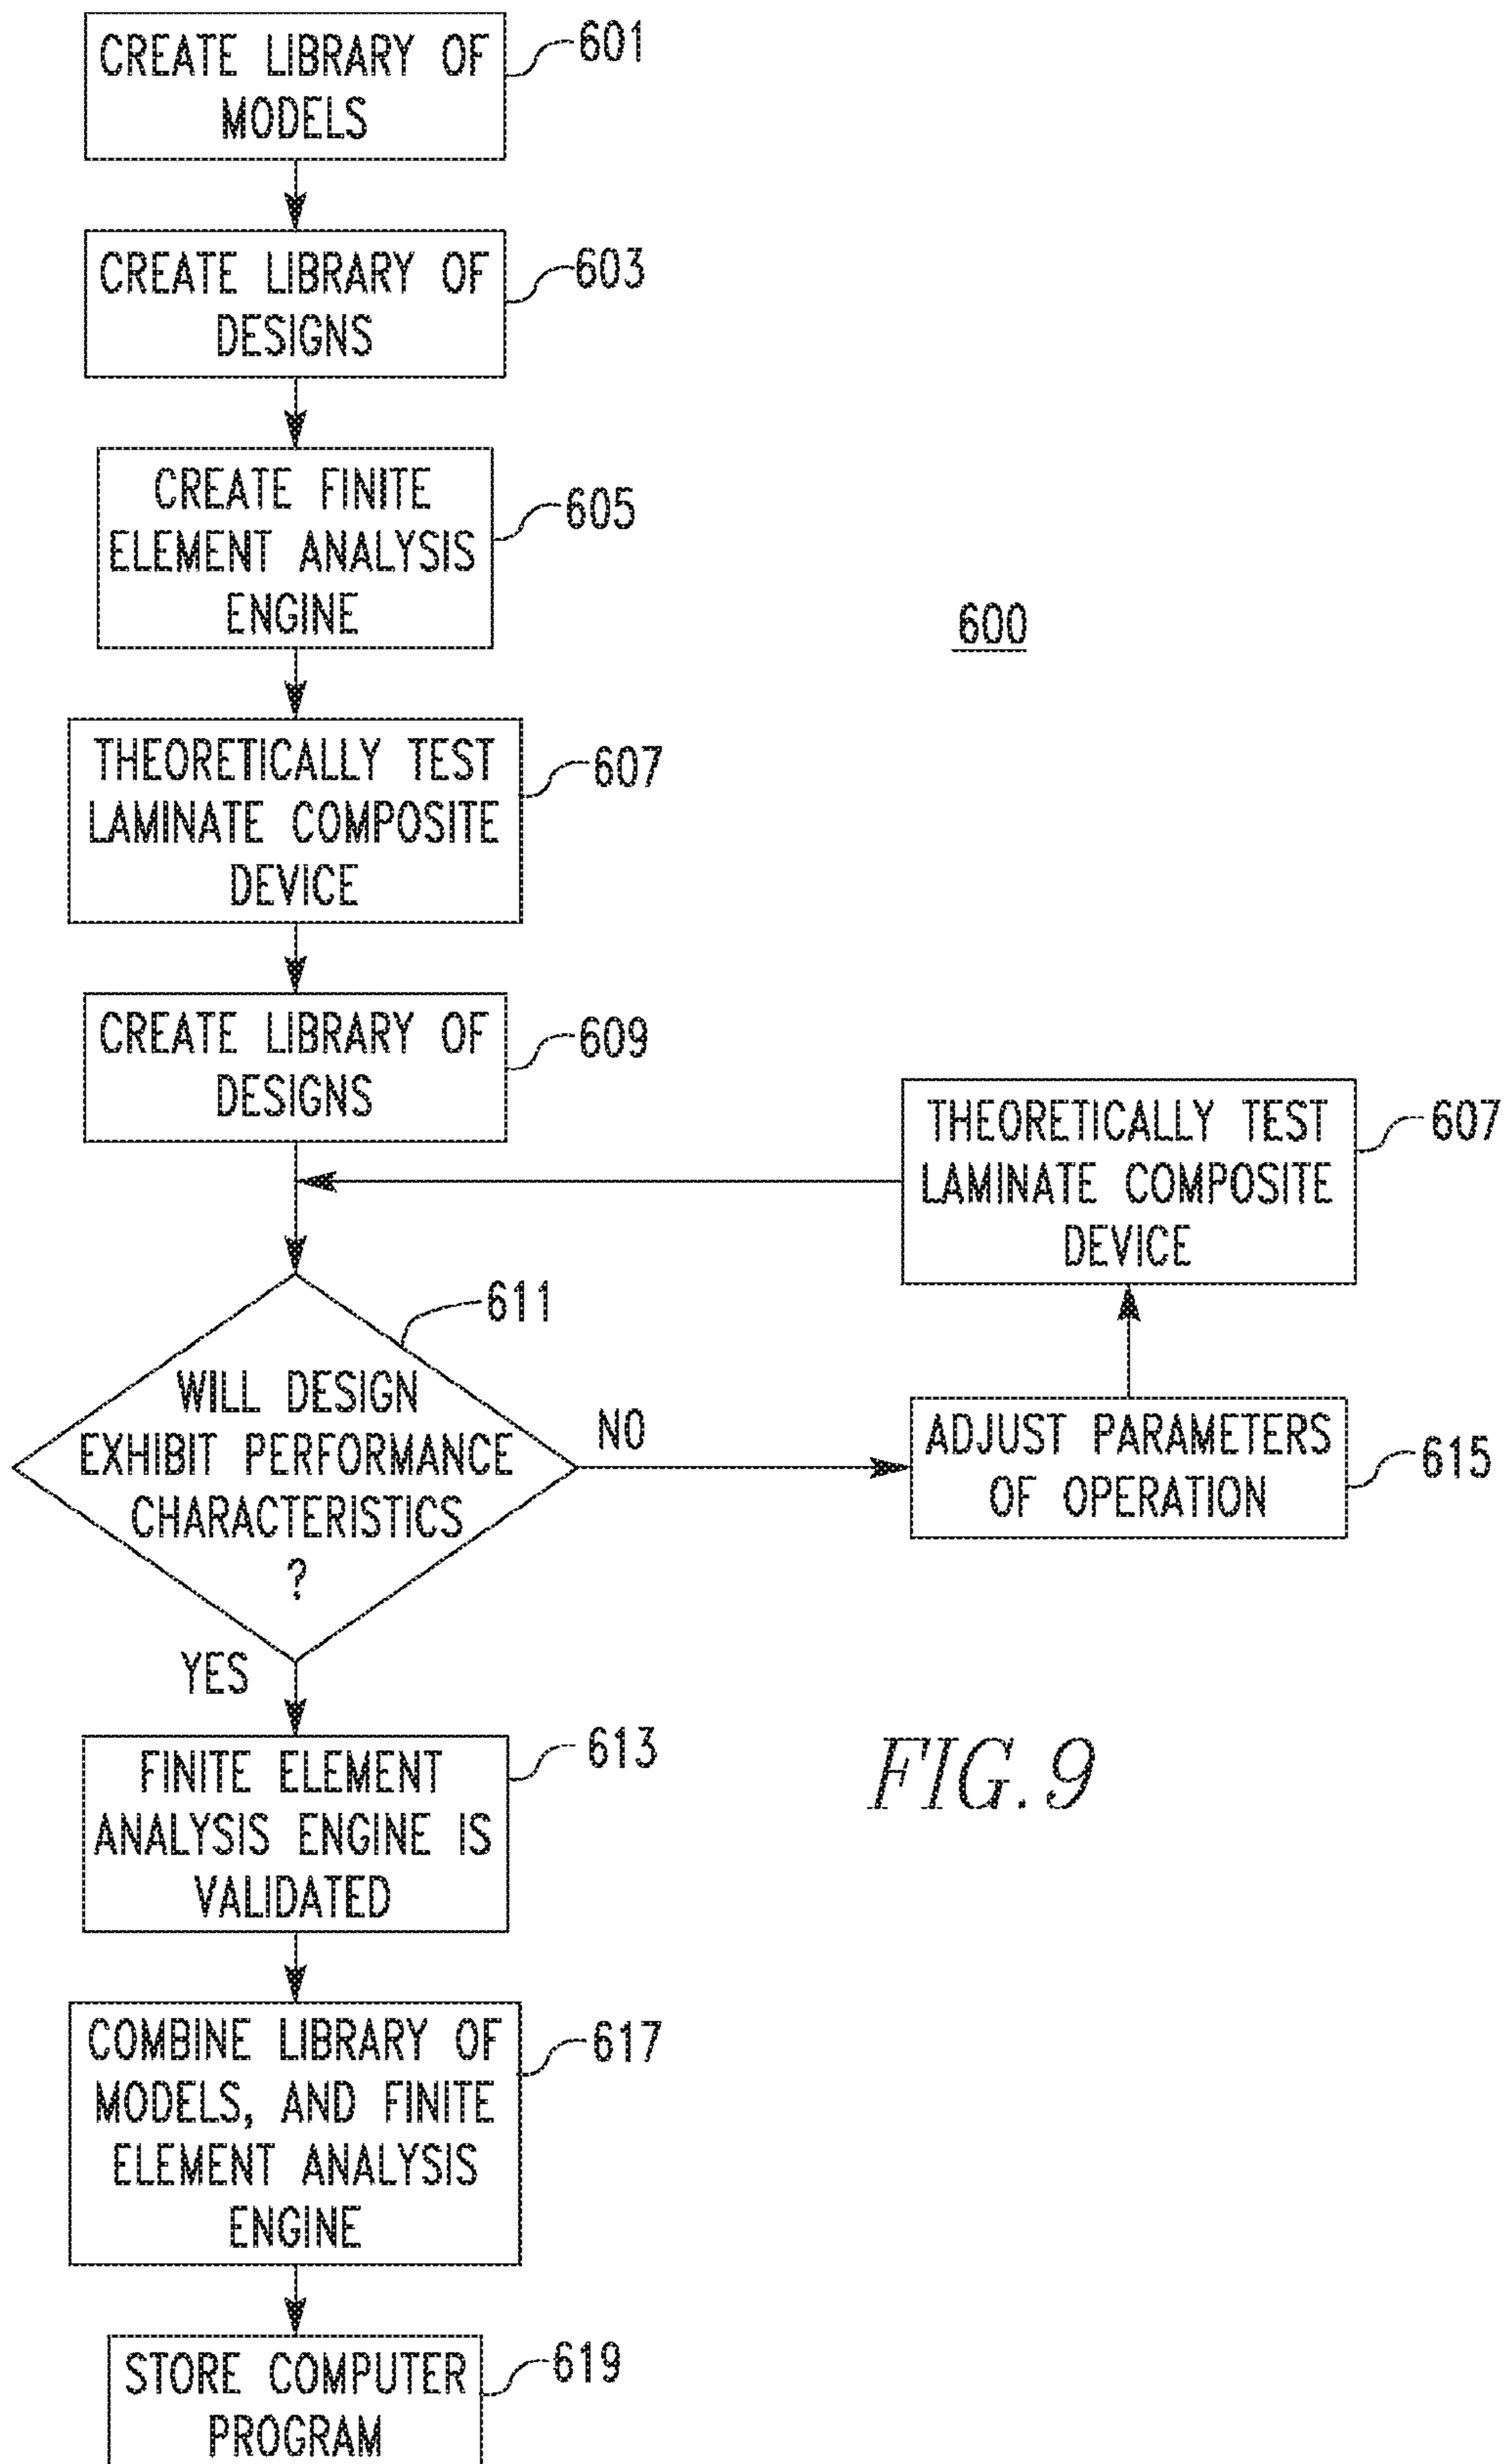 CREATE LIBRARY OF
MODELS
601
CREATE LIBRARY OF
DESIGNS
603
CREATE FINITE
ELEMENT ANALYSIS
ENGINE
605
600
THEORETICALLY TEST
LAMINATE COMPOSITE
DEVICE
607
CREATE LIBRARY OF
DESIGNS
609
THEORETICALLY TEST
LAMINATE COMPOSITE
DEVICE
607
611
WILL DESIGN
EXHIBIT PERFORMANCE
CHARACTERISTICS
?
NO
ADJUST PARAMETERS
OF OPERATION
615
YES
FINITE ELEMENT
ANALYSIS ENGINE IS
VALIDATED
613
FIG. 9
COMBINE LIBRARY OF
MODELS, AND FINITE
ELEMENT ANALYSIS
ENGINE
617
STORE COMPUTER
PROGRAM
619